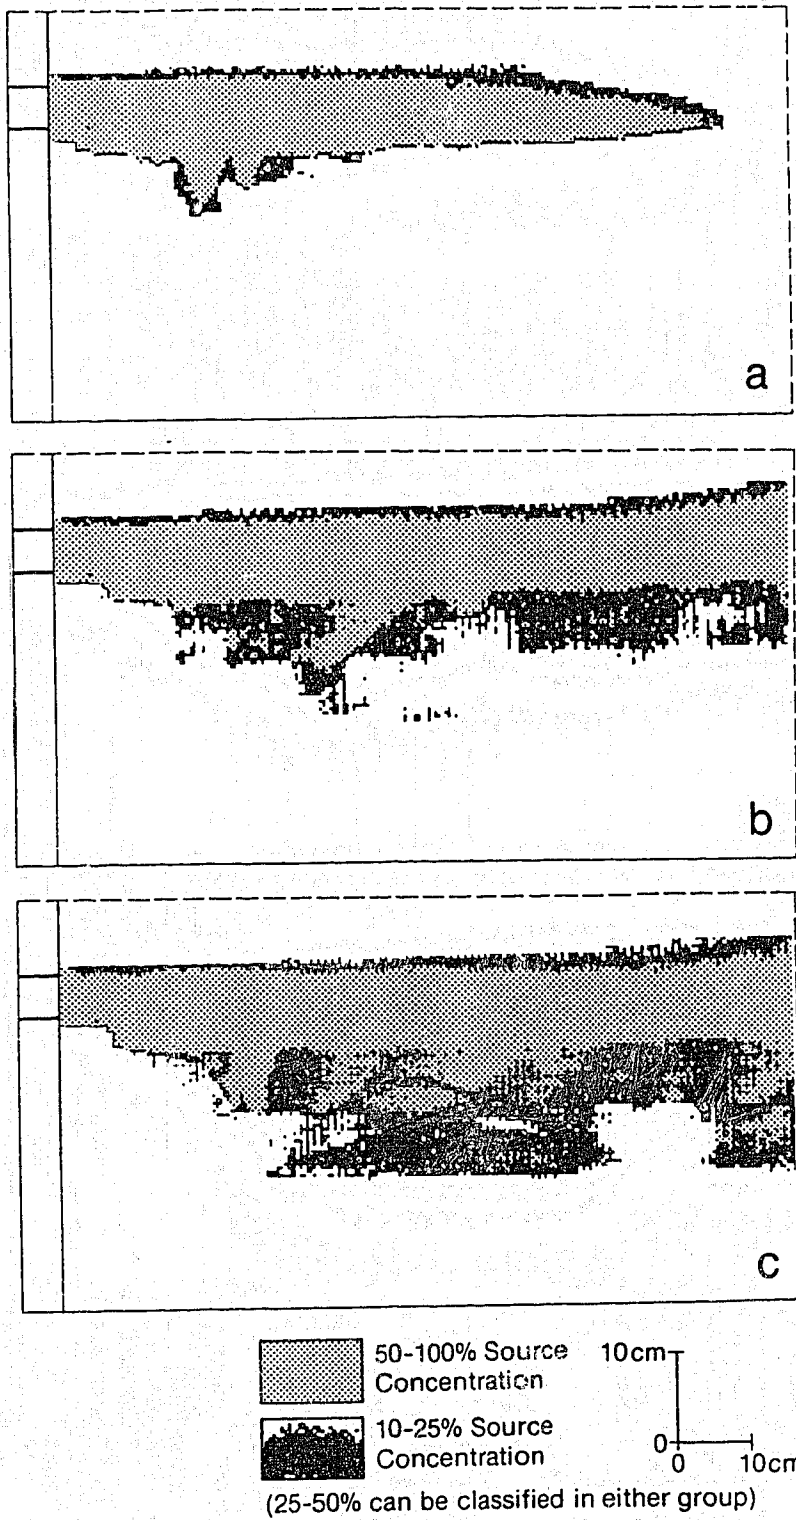 a
b
c
50-100% Source
Concentration
10cm
10-25% Source
Concentration
0
0
10cm
(25-50% can be classified in either group)